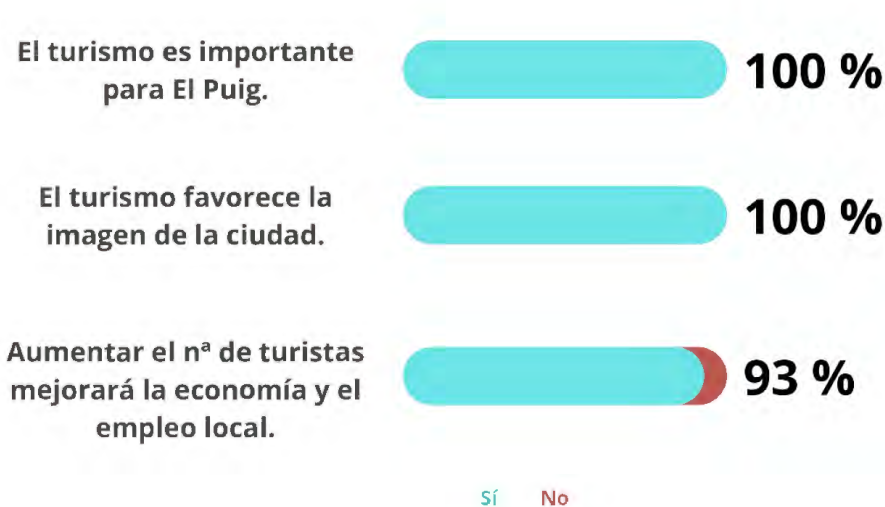 El turismo es importante
para El Puig.
100 %
El turismo favorece la
imagen de la ciudad.
100 %
Aumentar el nª de turistas
mejorará la economía y el
empleo local.
93 %
Sí No